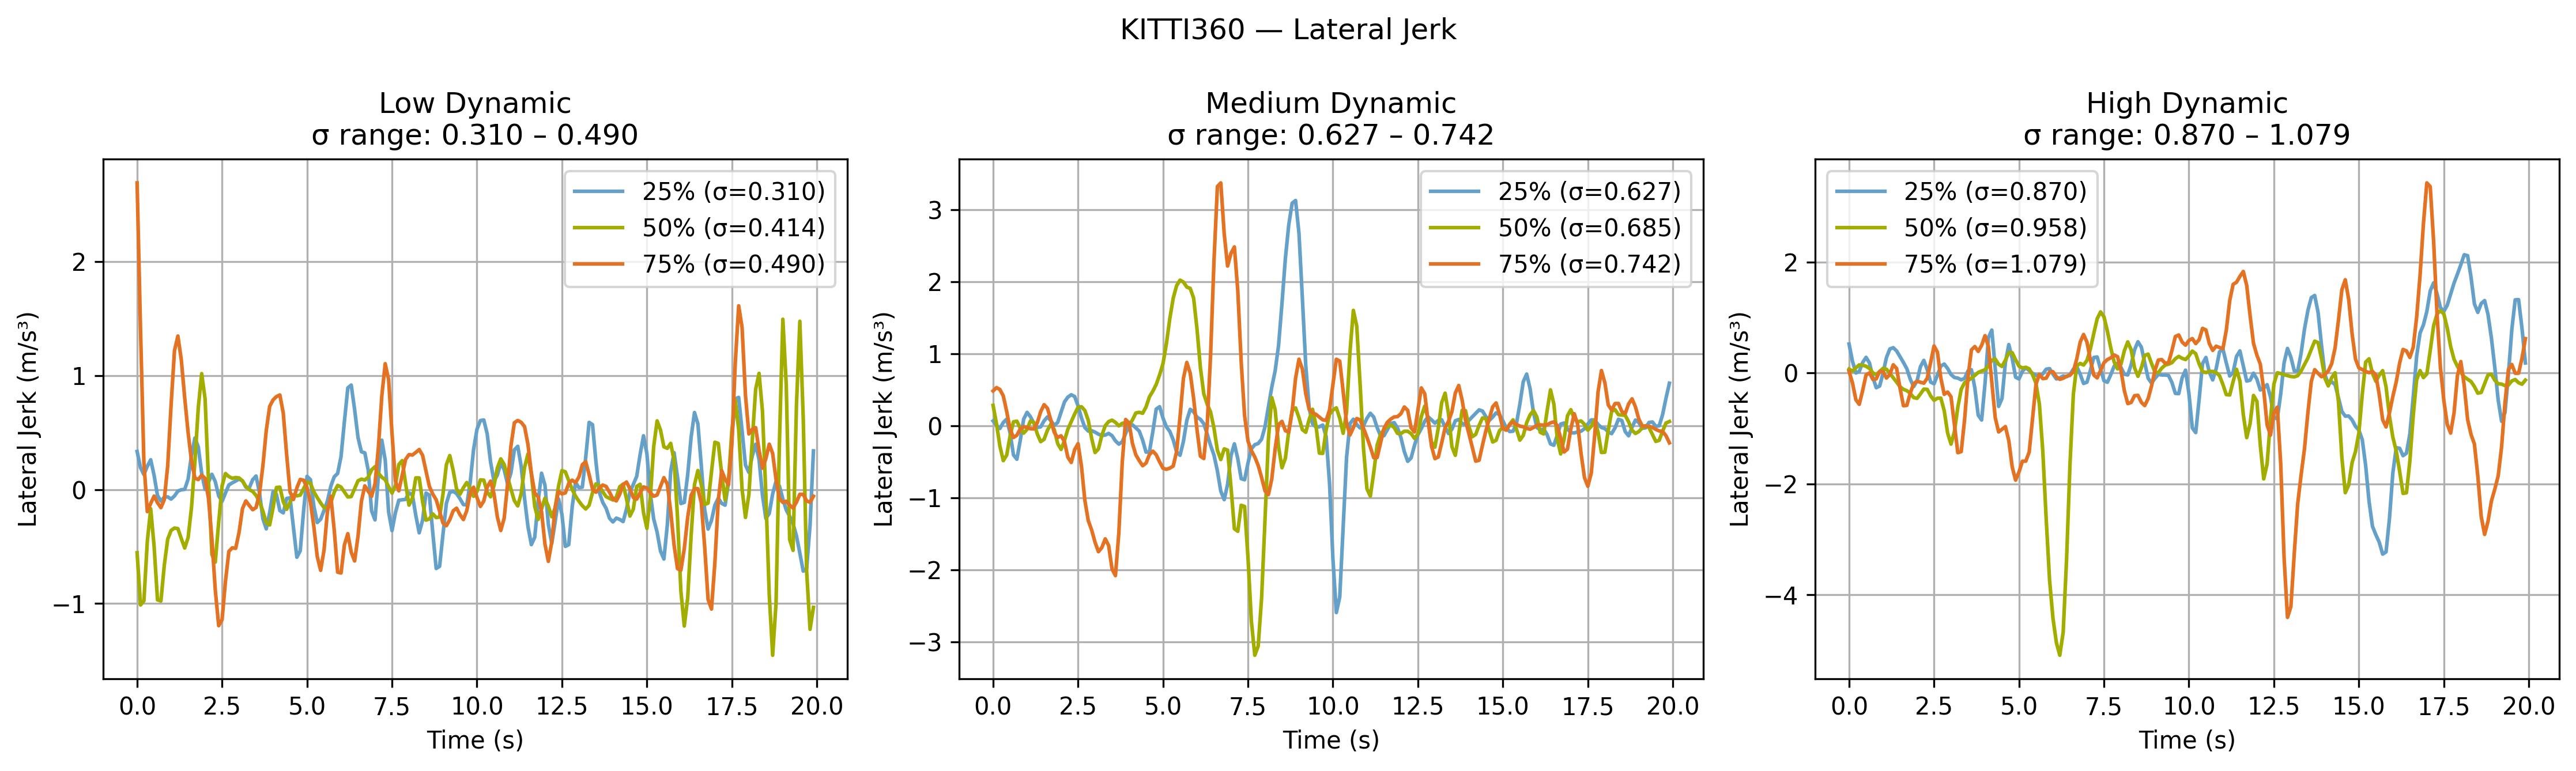 KITTI360 — Lateral Jerk
Low Dynamic
σ range: 0.310 – 0.490
25% (σ=0.310)
50% (σ=0.414)
75% (σ=0.490)
Lateral Jerk (m/s³)
2
1
0
−1
0.0 2.5 5.0 7.5 10.0 12.5 15.0 17.5 20.0
Time (s)
Medium Dynamic
σ range: 0.627 – 0.742
25% (σ=0.627)
50% (σ=0.685)
75% (σ=0.742)
Lateral Jerk (m/s³)
3
2
1
0
−1
−2
−3
0.0 2.5 5.0 7.5 10.0 12.5 15.0 17.5 20.0
Time (s)
High Dynamic
σ range: 0.870 – 1.079
25% (σ=0.870)
50% (σ=0.958)
75% (σ=1.079)
Lateral Jerk (m/s³)
2
0
−2
−4
0.0 2.5 5.0 7.5 10.0 12.5 15.0 17.5 20.0
Time (s)